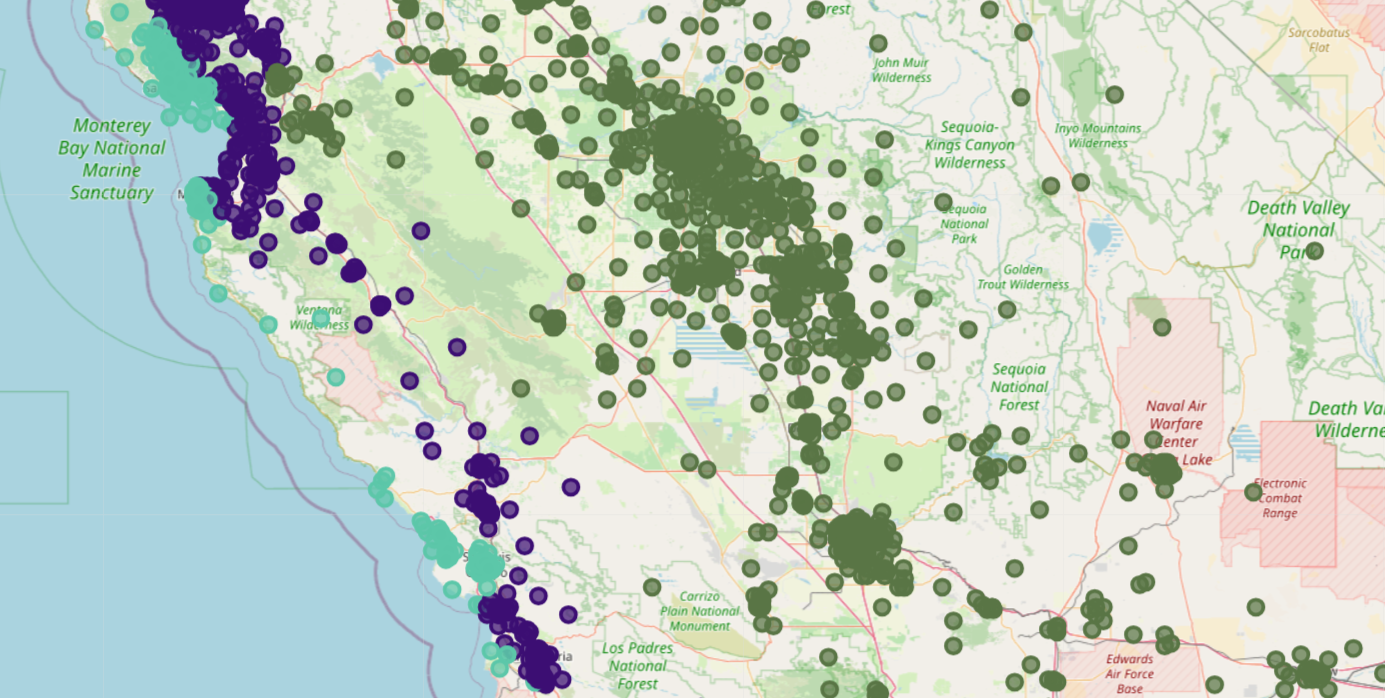 Forest
Sarcobatus
Flat
John Muir
Wilderness
Monterey
Bay National
Marine
Sanctuary
Sequoia-
Kings Canyon
Wilderness
Inyo Mountains
Wilderness
Sequoia
National
Park
Death Valley
National
Par
Golden
Trout Wilderness
Ventana
Wilderness
Sequoia
National
Forest
Naval Air
Warfare
Center
Lake
Death Va
Wilderne
Electronic
Combat
Range
Carrizo
Plain National
Monument
Los Padres
National
Forest
Edwards
Air Force
Base